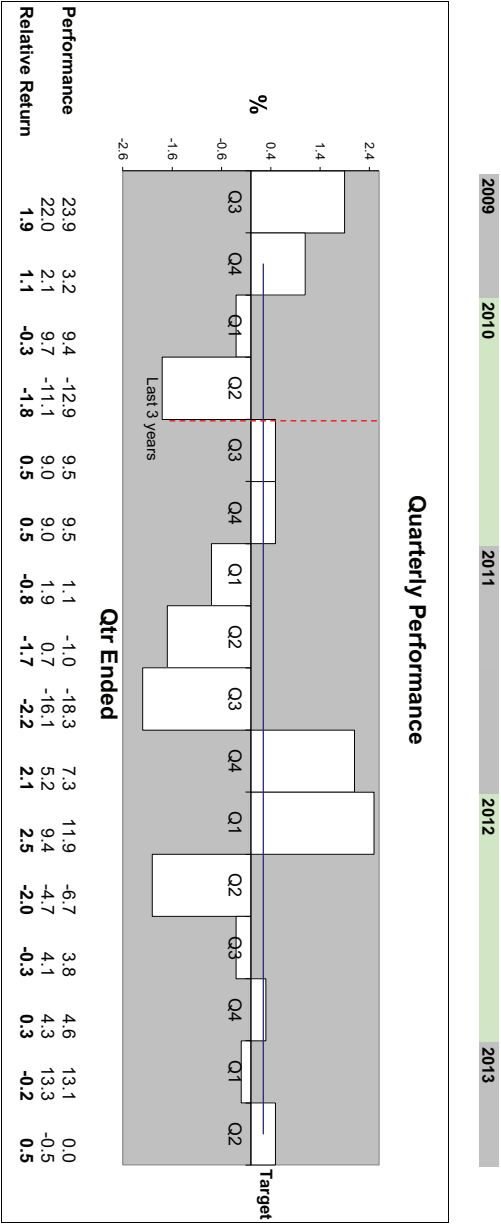 2009 2010 2011 2012 2013
Quarterly Performance
%
2.4
1.4
0.4
-0.6
-1.6
-2.6
Q3 Q4 Q1 Q2 Q3 Q4 Q1 Q2 Q3 Q4 Q1 Q2 Q3 Q4 Q1 Q2
Target
Last 3 years
Qtr Ended
Performance 23.9 3.2 9.4 -12.9 9.5 9.5 1.1 -1.0 -18.3 7.3 11.9 -6.7 3.8 4.6 13.1 0.0
22.0 2.1 9.7 -11.1 9.0 9.0 1.9 0.7 -16.1 5.2 9.4 -4.7 4.1 4.3 13.3 -0.5
Relative Return 1.9 1.1 -0.3 -1.8 0.5 0.5 -0.8 -1.7 -2.2 2.1 2.5 -2.0 -0.3 0.3 -0.2 0.5